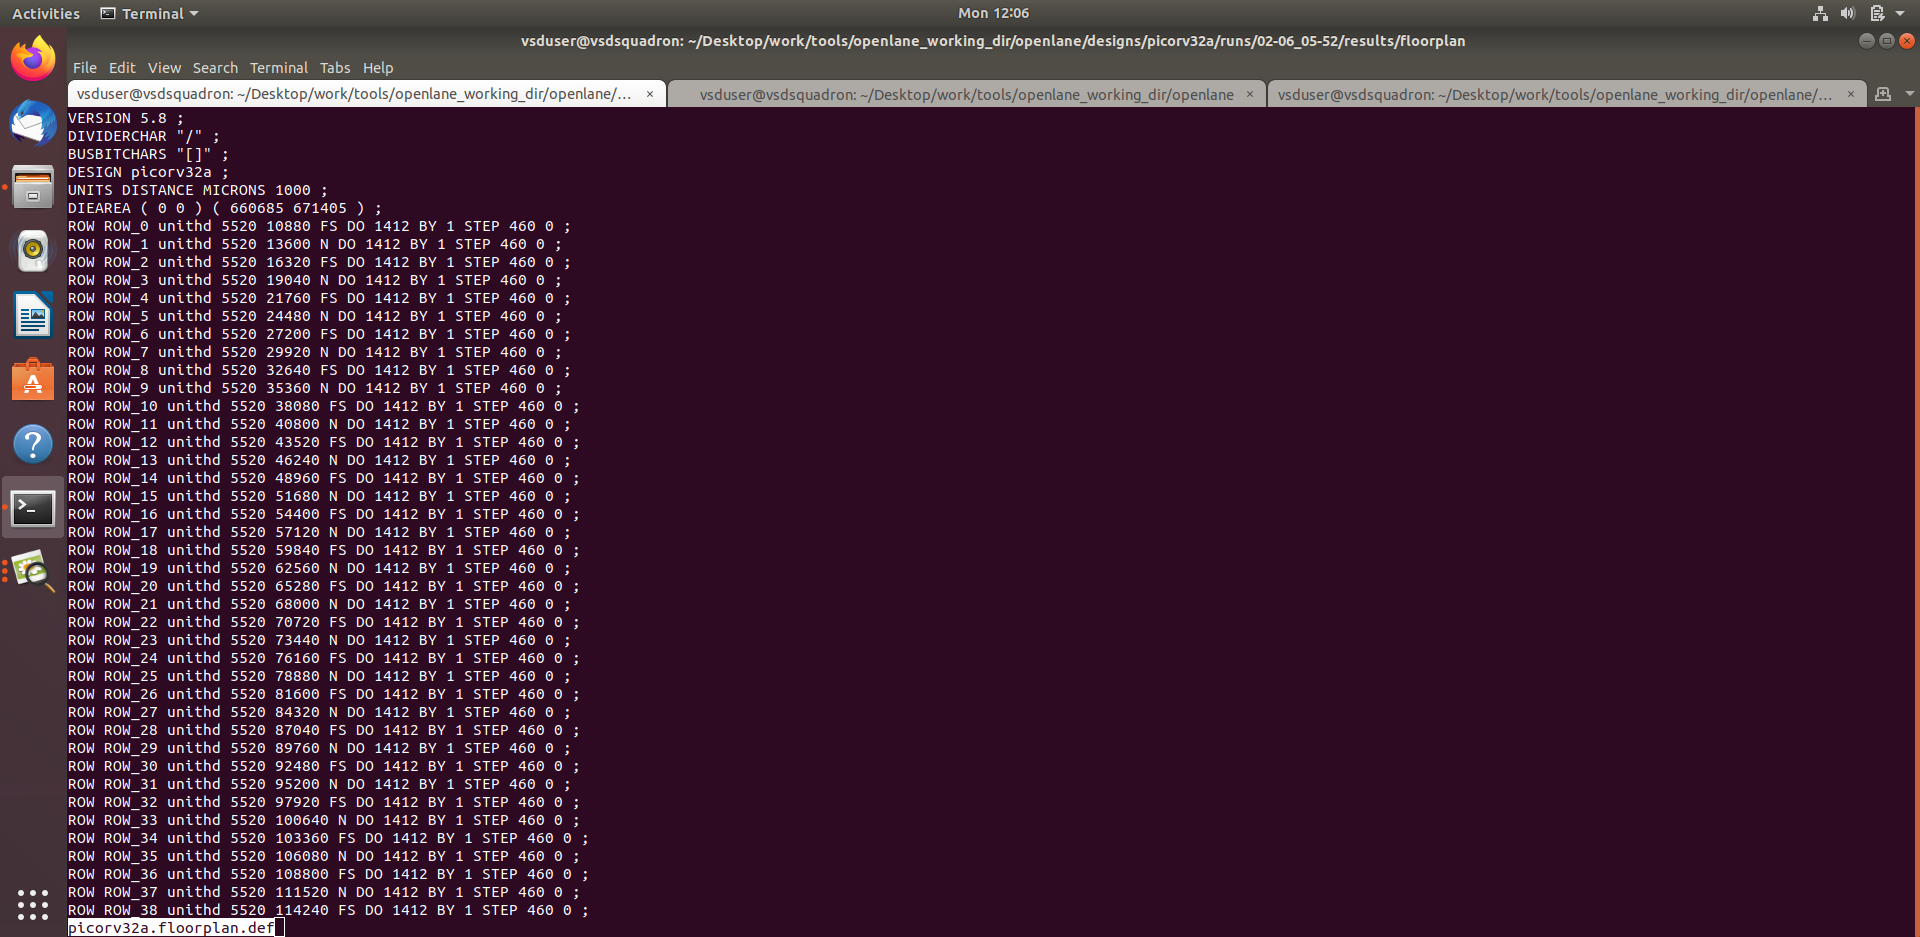 Activities Terminal Mon 12:06
vsduser@vsdsquadron: ~/Desktop/work/tools/openlane_working_dir/openlane/designs/picorv32a/runs/02-06_05-52/results/floorplan
File Edit View Search Terminal Tabs Help
vsduser@vsdsquadron: ~/Desktop/work/tools/openlane_working_dir/openlane/... × vsduser@vsdsquadron: ~/Desktop/work/tools/openlane_working_dir/openlane × vsduser@vsdsquadron: ~/Desktop/work/tools/openlane_working_dir/openlane/... ×
VERSION 5.8 ;
DIVIDERCHAR "/" ;
BUSBITCHARS "[]" ;
DESIGN picorv32a ;
UNITS DISTANCE MICRONS 1000 ;
DIEAREA ( 0 0 ) ( 660685 671405 ) ;
ROW ROW_0 unithd 5520 10880 FS DO 1412 BY 1 STEP 460 0 ;
ROW ROW_1 unithd 5520 13600 N DO 1412 BY 1 STEP 460 0 ;
ROW ROW_2 unithd 5520 16320 FS DO 1412 BY 1 STEP 460 0 ;
ROW ROW_3 unithd 5520 19040 N DO 1412 BY 1 STEP 460 0 ;
ROW ROW_4 unithd 5520 21760 FS DO 1412 BY 1 STEP 460 0 ;
ROW ROW_5 unithd 5520 24480 N DO 1412 BY 1 STEP 460 0 ;
ROW ROW_6 unithd 5520 27200 FS DO 1412 BY 1 STEP 460 0 ;
ROW ROW_7 unithd 5520 29920 N DO 1412 BY 1 STEP 460 0 ;
ROW ROW_8 unithd 5520 32640 FS DO 1412 BY 1 STEP 460 0 ;
ROW ROW_9 unithd 5520 35360 N DO 1412 BY 1 STEP 460 0 ;
ROW ROW_10 unithd 5520 38080 FS DO 1412 BY 1 STEP 460 0 ;
ROW ROW_11 unithd 5520 40800 N DO 1412 BY 1 STEP 460 0 ;
ROW ROW_12 unithd 5520 43520 FS DO 1412 BY 1 STEP 460 0 ;
ROW ROW_13 unithd 5520 46240 N DO 1412 BY 1 STEP 460 0 ;
ROW ROW_14 unithd 5520 48960 FS DO 1412 BY 1 STEP 460 0 ;
ROW ROW_15 unithd 5520 51680 N DO 1412 BY 1 STEP 460 0 ;
ROW ROW_16 unithd 5520 54400 FS DO 1412 BY 1 STEP 460 0 ;
ROW ROW_17 unithd 5520 57120 N DO 1412 BY 1 STEP 460 0 ;
ROW ROW_18 unithd 5520 59840 FS DO 1412 BY 1 STEP 460 0 ;
ROW ROW_19 unithd 5520 62560 N DO 1412 BY 1 STEP 460 0 ;
ROW ROW_20 unithd 5520 65280 FS DO 1412 BY 1 STEP 460 0 ;
ROW ROW_21 unithd 5520 68000 N DO 1412 BY 1 STEP 460 0 ;
ROW ROW_22 unithd 5520 70720 FS DO 1412 BY 1 STEP 460 0 ;
ROW ROW_23 unithd 5520 73440 N DO 1412 BY 1 STEP 460 0 ;
ROW ROW_24 unithd 5520 76160 FS DO 1412 BY 1 STEP 460 0 ;
ROW ROW_25 unithd 5520 78880 N DO 1412 BY 1 STEP 460 0 ;
ROW ROW_26 unithd 5520 81600 FS DO 1412 BY 1 STEP 460 0 ;
ROW ROW_27 unithd 5520 84320 N DO 1412 BY 1 STEP 460 0 ;
ROW ROW_28 unithd 5520 87040 FS DO 1412 BY 1 STEP 460 0 ;
ROW ROW_29 unithd 5520 89760 N DO 1412 BY 1 STEP 460 0 ;
ROW ROW_30 unithd 5520 92480 FS DO 1412 BY 1 STEP 460 0 ;
ROW ROW_31 unithd 5520 95200 N DO 1412 BY 1 STEP 460 0 ;
ROW ROW_32 unithd 5520 97920 FS DO 1412 BY 1 STEP 460 0 ;
ROW ROW_33 unithd 5520 100640 N DO 1412 BY 1 STEP 460 0 ;
ROW ROW_34 unithd 5520 103360 FS DO 1412 BY 1 STEP 460 0 ;
ROW ROW_35 unithd 5520 106080 N DO 1412 BY 1 STEP 460 0 ;
ROW ROW_36 unithd 5520 108800 FS DO 1412 BY 1 STEP 460 0 ;
ROW ROW_37 unithd 5520 111520 N DO 1412 BY 1 STEP 460 0 ;
ROW ROW_38 unithd 5520 114240 FS DO 1412 BY 1 STEP 460 0 ;
picorv32a.floorplan.def